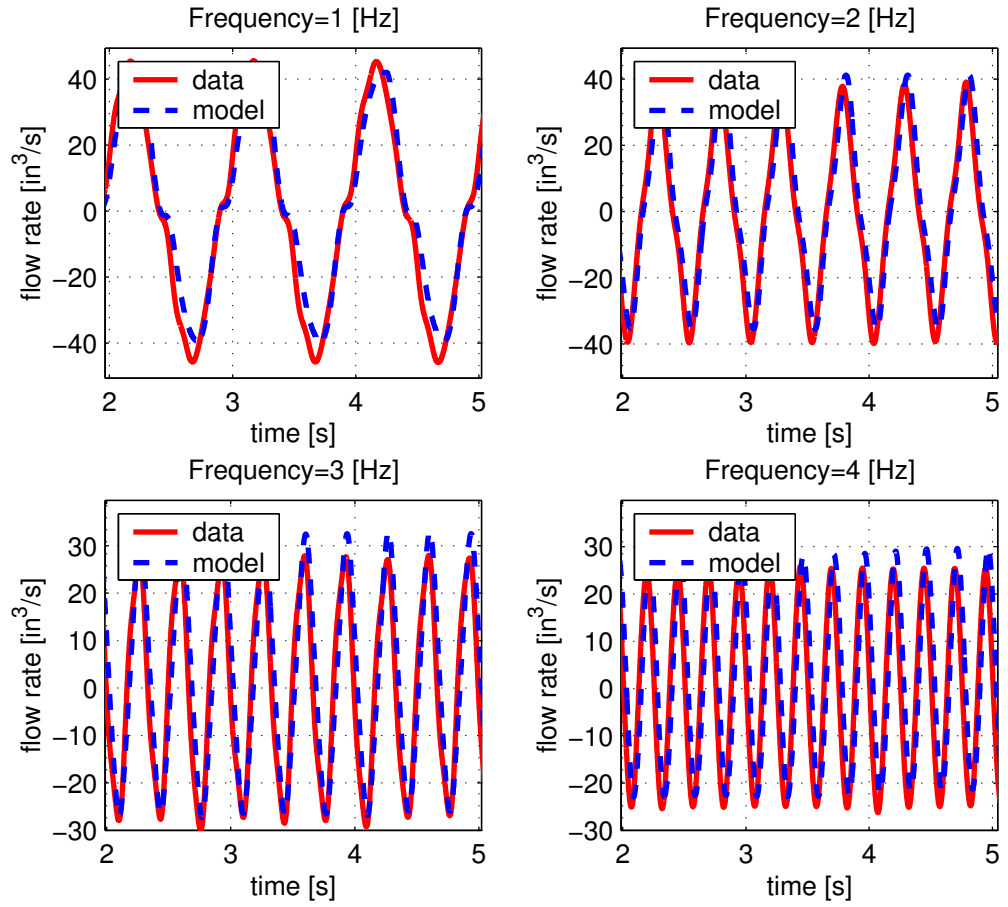 Frequency=1 [Hz]
data
model
flow rate [in³/s]
40
20
0
−20
−40
2
3
4
5
time [s]
Frequency=2 [Hz]
data
model
flow rate [in³/s]
40
20
0
−20
−40
2
3
4
5
time [s]
Frequency=3 [Hz]
data
model
flow rate [in³/s]
30
20
10
0
−10
−20
−30
2
3
4
5
time [s]
Frequency=4 [Hz]
data
model
flow rate [in³/s]
30
20
10
0
−10
−20
−30
2
3
4
5
time [s]